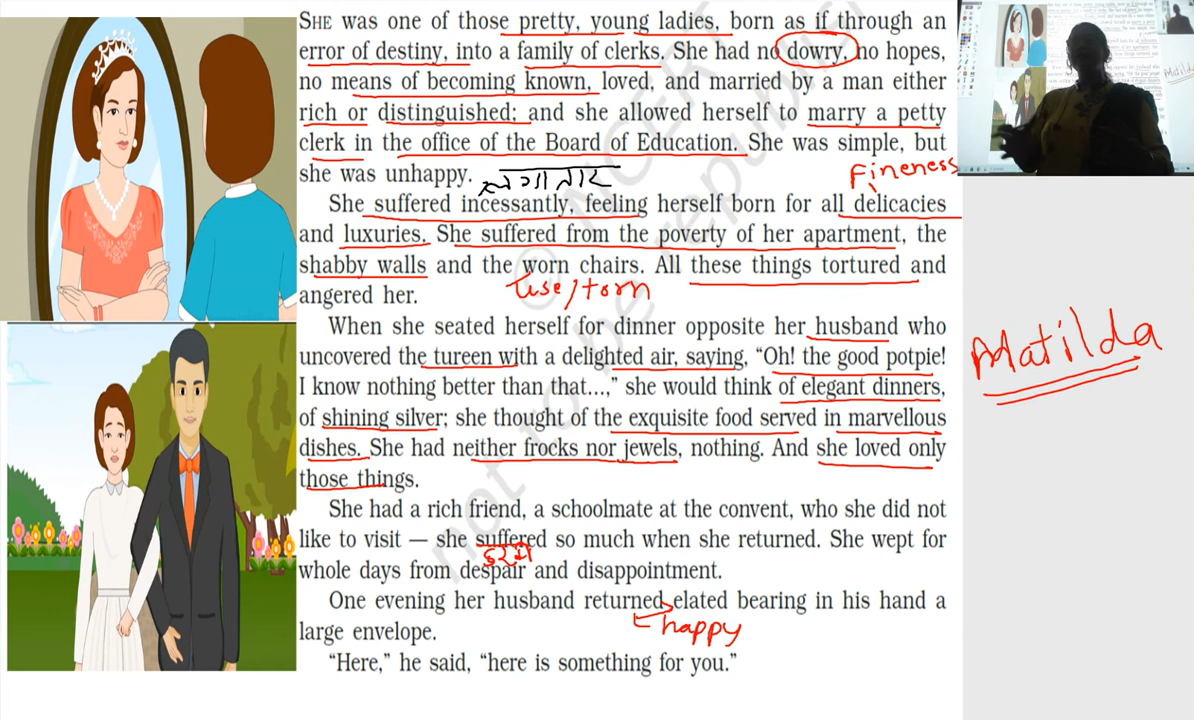 SHE was one of those pretty, young ladies, born as if through an
error of destiny, into a family of clerks. She had no dowry, no hopes,
no means of becoming known, loved, and married by a man either
rich or distinguished; and she allowed herself to marry a petty
clerk in the office of the Board of Education. She was simple, but
she was unhappy.
लगातार
Fineness
She suffered incessantly, feeling herself born for all delicacies
and luxuries. She suffered from the poverty of her apartment, the
shabby walls and the worn chairs. All these things tortured and
use/torn
angered her.
When she seated herself for dinner opposite her husband who
uncovered the tureen with a delighted air, saying, “Oh! the good potpie!
I know nothing better than that…,” she would think of elegant dinners,
of shining silver; she thought of the exquisite food served in marvellous
dishes. She had neither frocks nor jewels, nothing. And she loved only
those things.
Matilda
She had a rich friend, a schoolmate at the convent, who she did not
like to visit — she suffered so much when she returned. She wept for
whole days from despair and disappointment.
One evening her husband returned elated bearing in his hand a
happy
large envelope.
“Here,” he said, “here is something for you.”
© NCERT
not to be republished